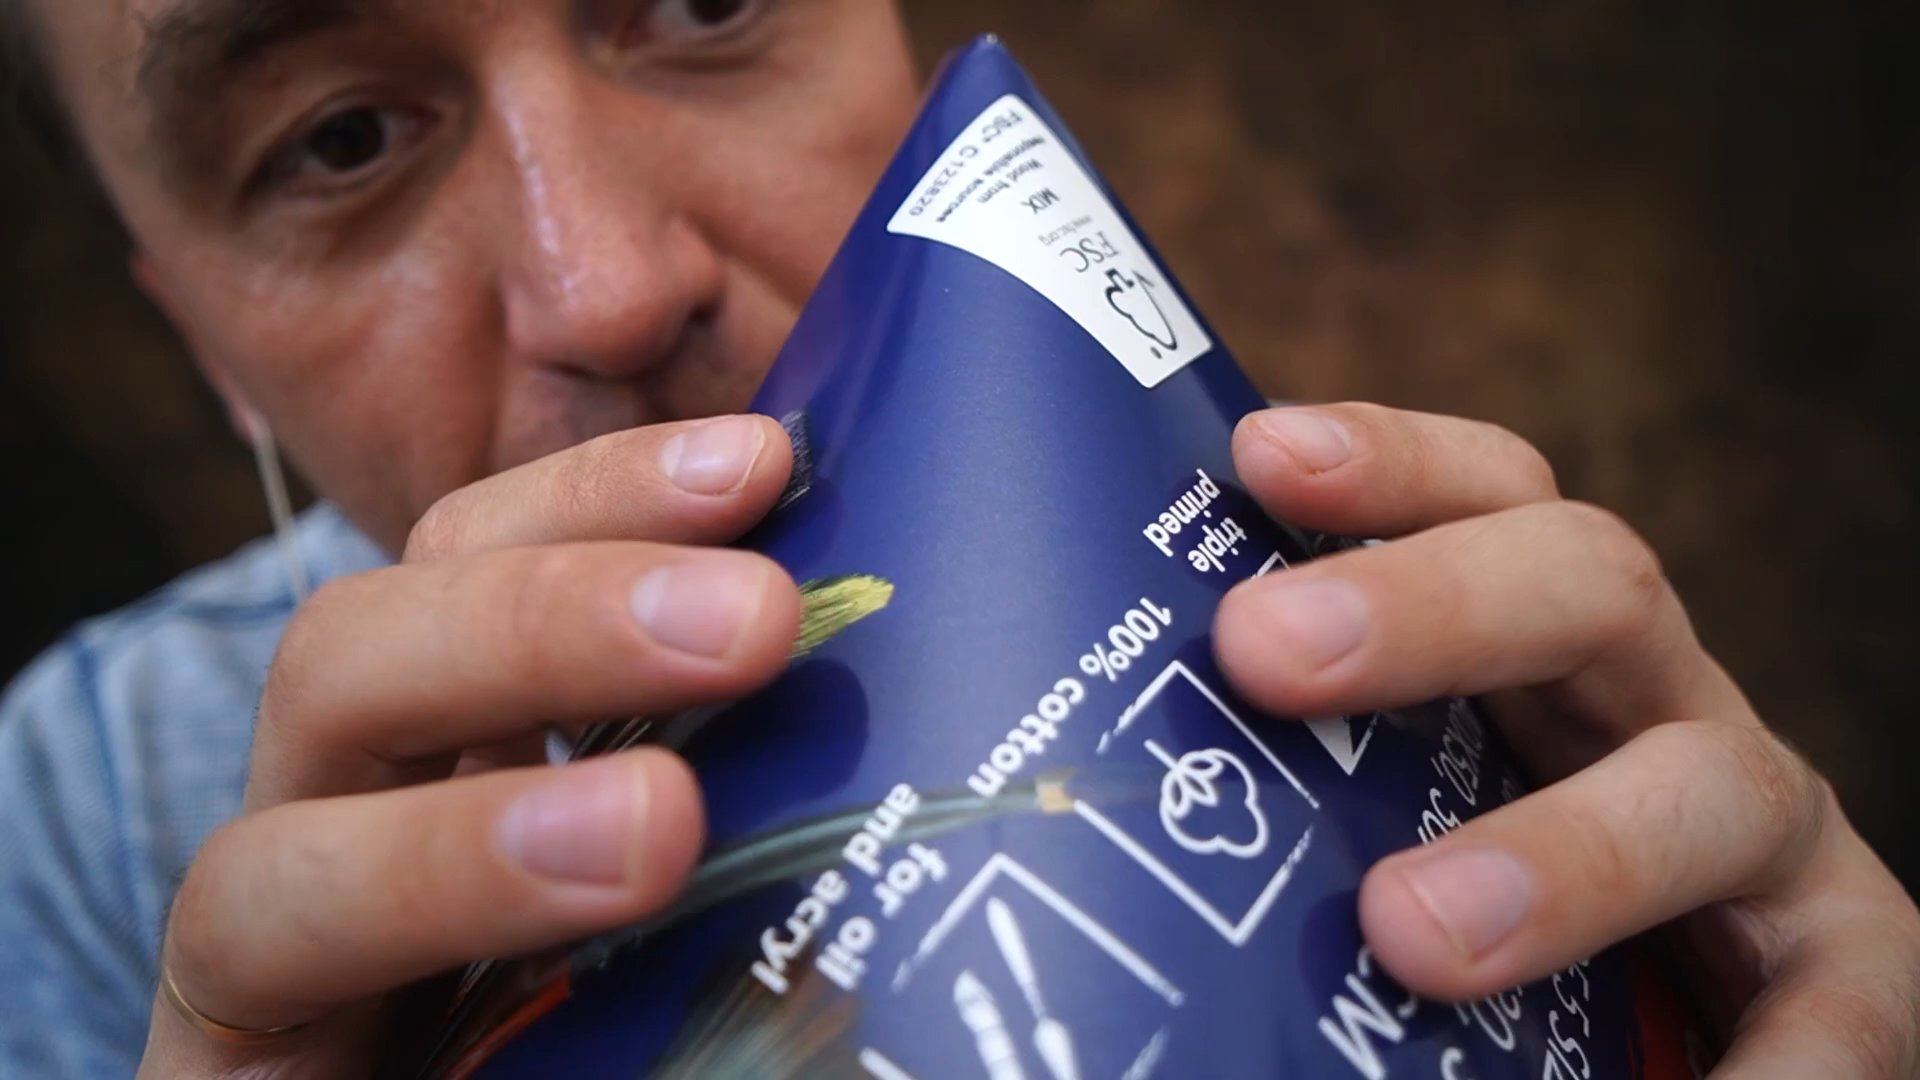 FSC
www.fsc.org
MIX
Wood from
responsible sources
FSC® C123820
triple
primed
100% cotton
for oil
and acryl
CM